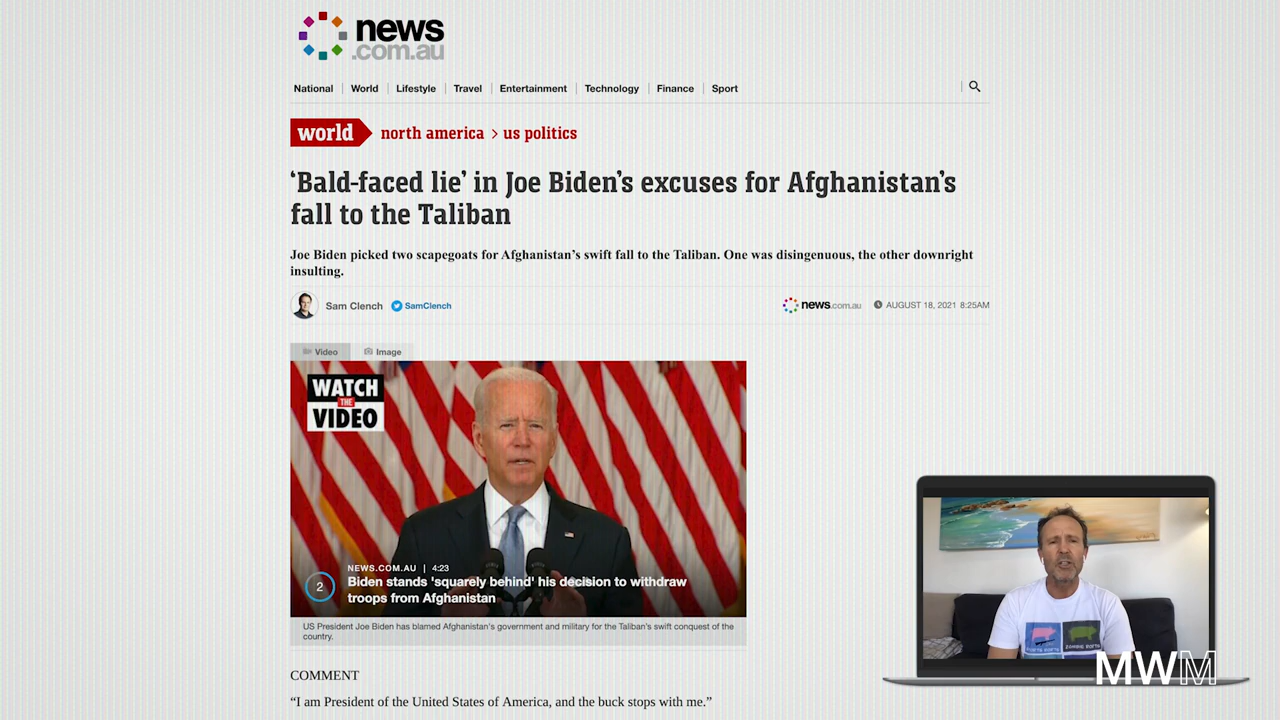 news
.com.au
National World Lifestyle Travel Entertainment Technology Finance Sport
world north america > us politics
‘Bald-faced lie’ in Joe Biden’s excuses for Afghanistan’s
fall to the Taliban
Joe Biden picked two scapegoats for Afghanistan’s swift fall to the Taliban. One was disingenuous, the other downright
insulting.
Sam Clench SamClench news.com.au AUGUST 18, 2021 8:25AM
Video Image
WATCH
THE
VIDEO
NEWS.COM.AU | 4:23
2
Biden stands 'squarely behind' his decision to withdraw
troops from Afghanistan
US President Joe Biden has blamed Afghanistan’s government and military for the Taliban’s swift conquest of the
country.
COMMENT
“I am President of the United States of America, and the buck stops with me.”
MWM